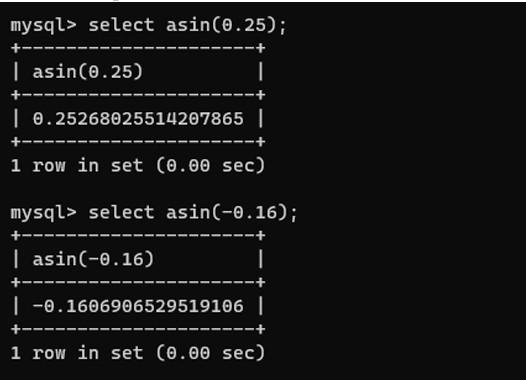 mysql> select asin(0.25);
+---------------------+
| asin(0.25)          |
+---------------------+
| 0.25268025514207865 |
+---------------------+
1 row in set (0.00 sec)
mysql> select asin(-0.16);
+---------------------+
| asin(-0.16)         |
+---------------------+
| -0.1606906529519106 |
+---------------------+
1 row in set (0.00 sec)